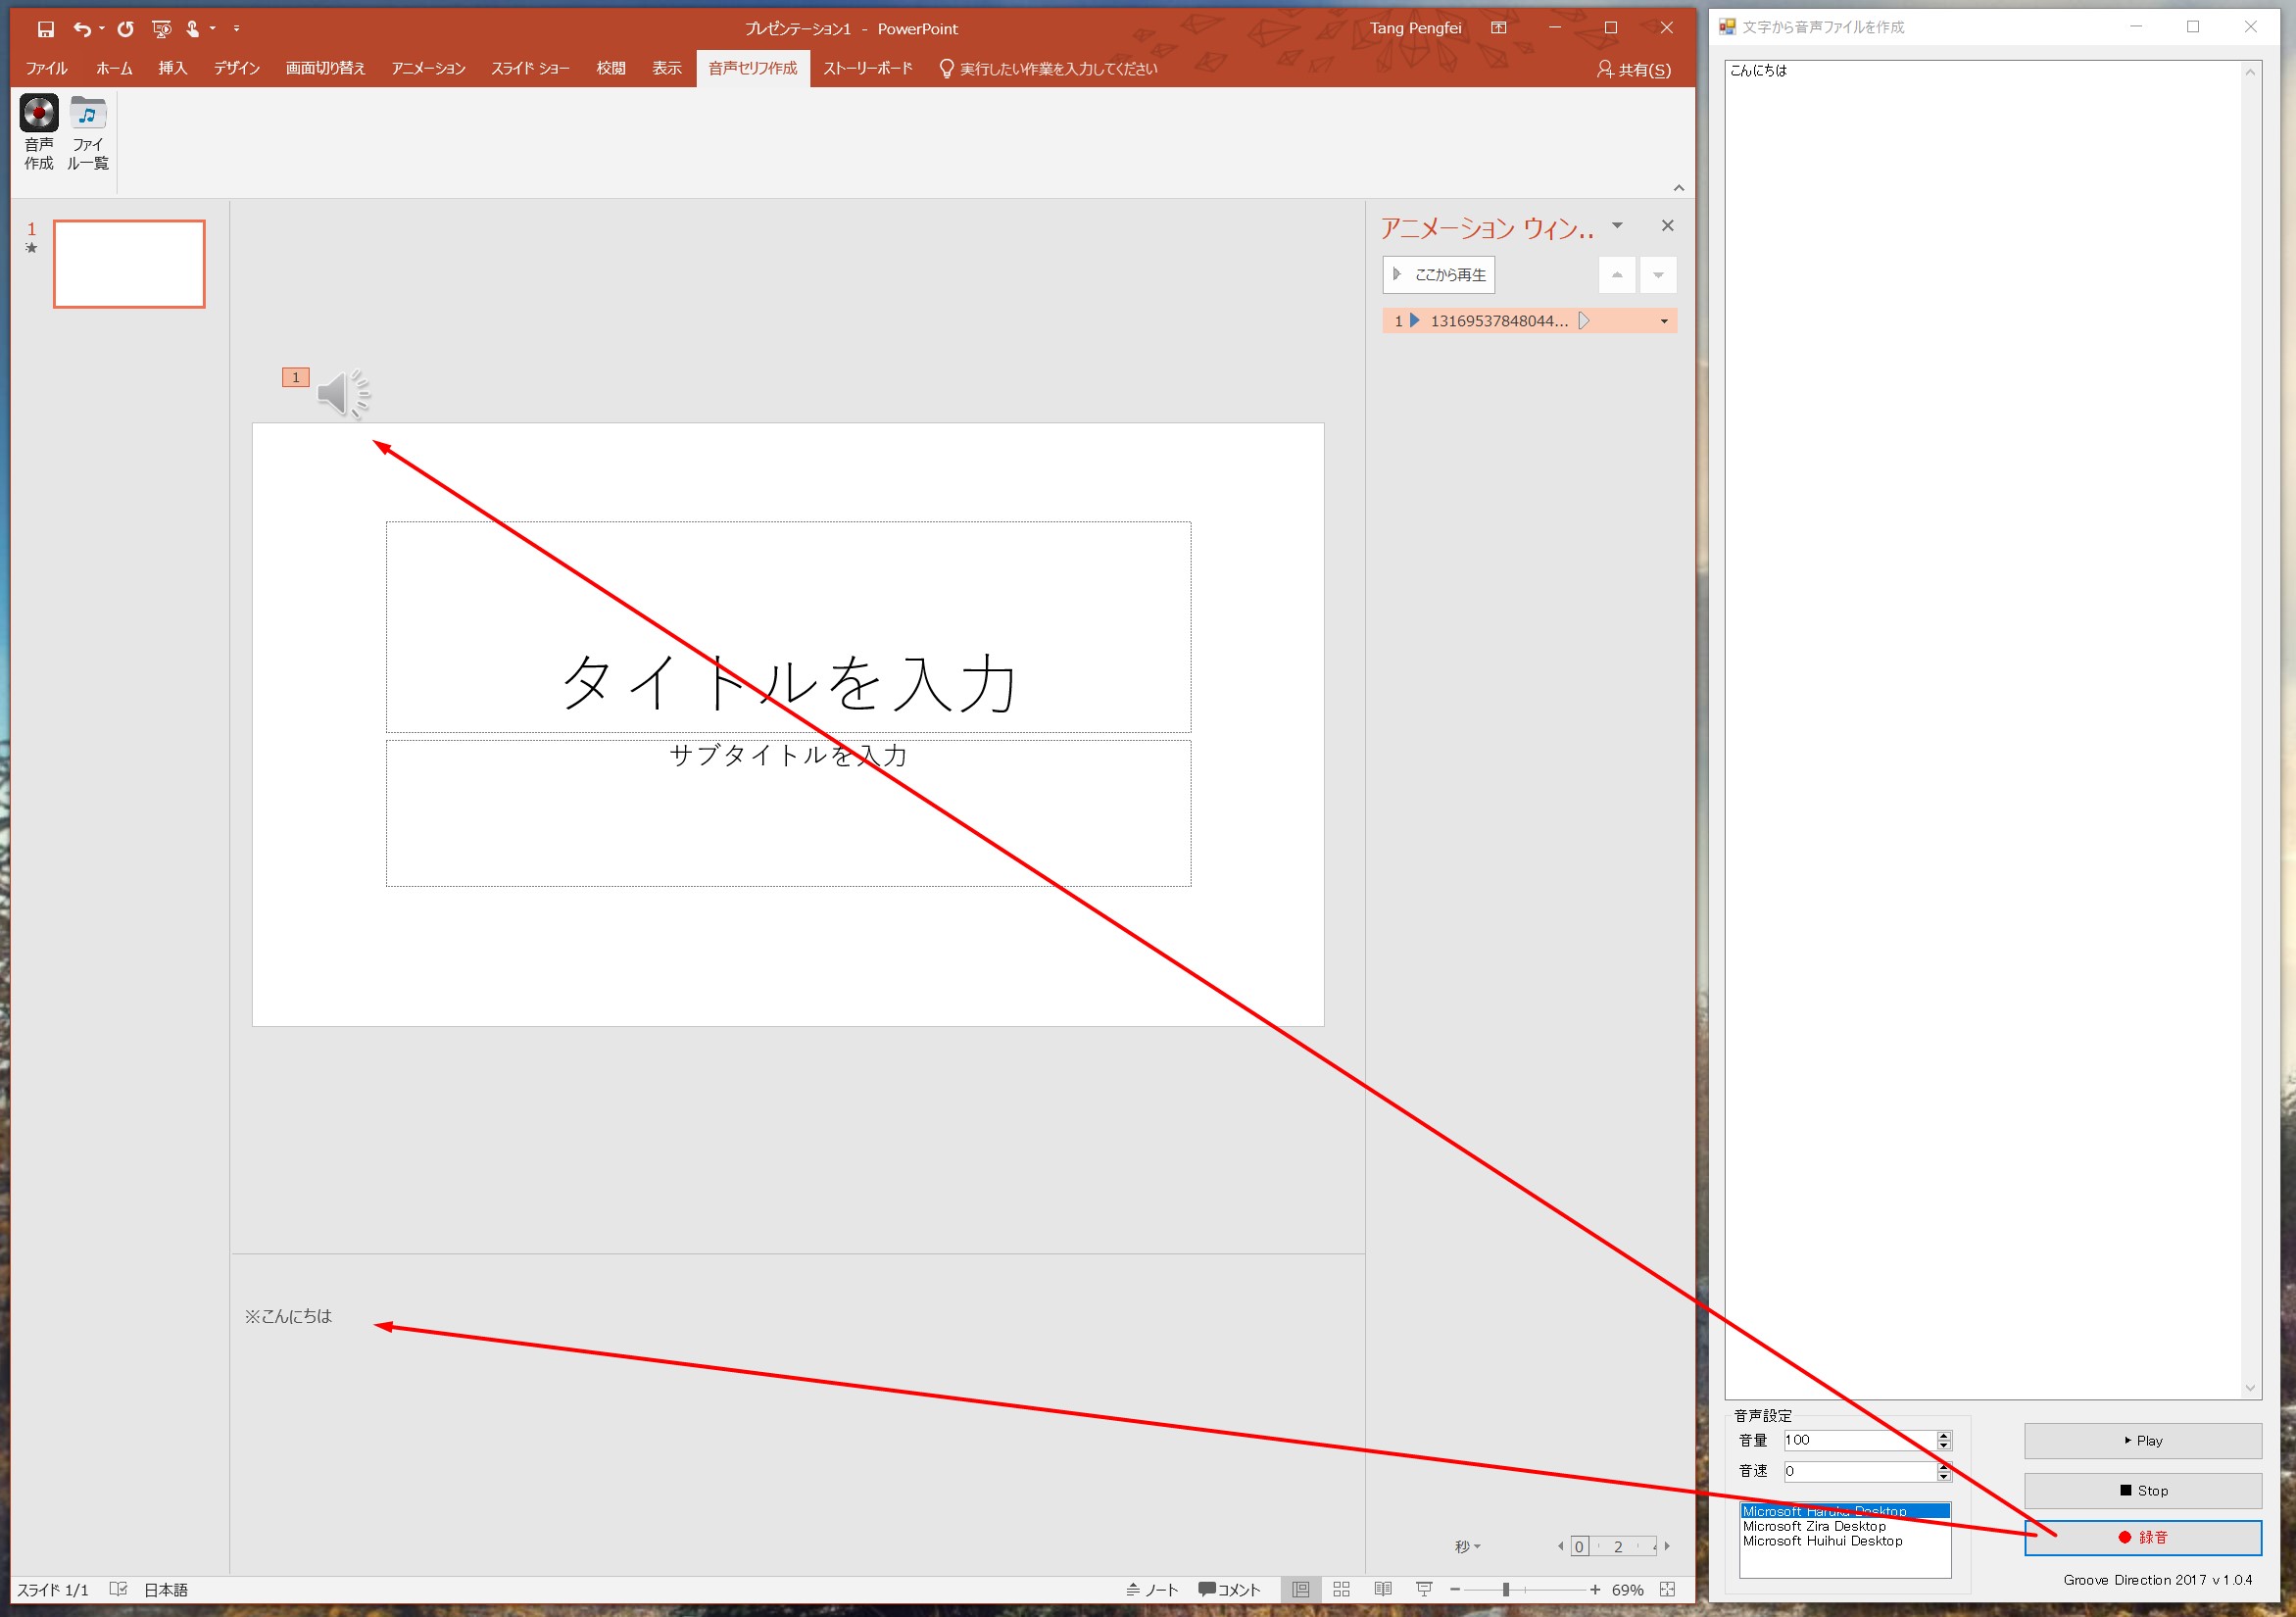 プレゼンテーション1 - PowerPoint
Tang Pengfei
ファイル ホーム 挿入 デザイン 画面切り替え アニメーション スライド ショー 校閲 表示 音声セリフ作成 ストーリーボード 実行したい作業を入力してください 共有(S)
音声
作成
ファイ
ル一覧
1
アニメーション ウィン..
ここから再生
1 13169537848044...
1
タイトルを入力
サブタイトルを入力
※こんにちは
秒 0 2
スライド 1/1 日本語 ノート コメント 69%
文字から音声ファイルを作成
こんにちは
音声設定
音量 100
音速 0
Microsoft Haruka Desktop
Microsoft Zira Desktop
Microsoft Huihui Desktop
Play
Stop
録音
Groove Direction 2017 v 1.0.4